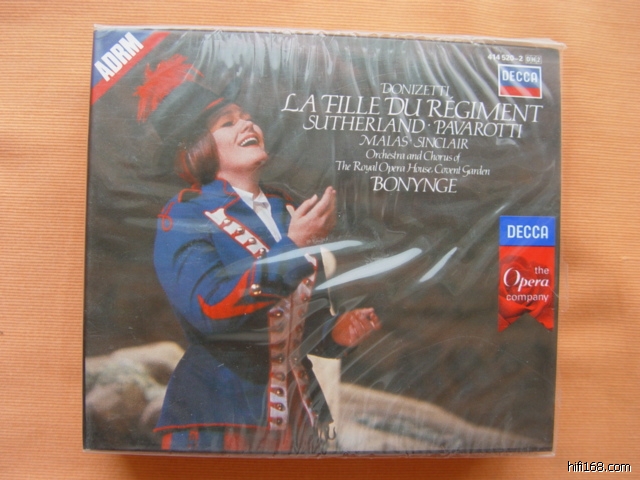 ADRM
414 520-2 DH2
DECCA
DONIZETTI
LA FILLE DU RÉGIMENT
SUTHERLAND · PAVAROTTI
MALAS · SINCLAIR
Orchestra and Chorus of
The Royal Opera House, Covent Garden
BONYNGE
DECCA
the
Opera
company
hifi168.com